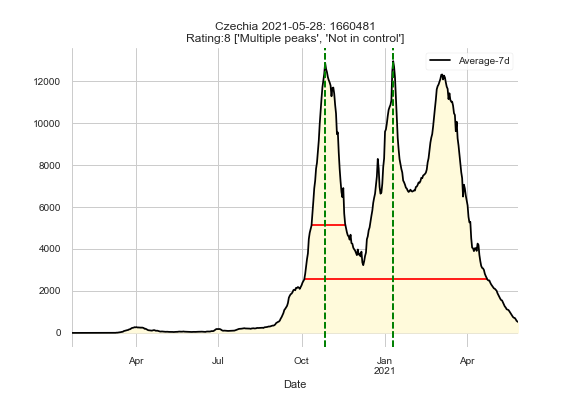 Czechia 2021-05-28: 1660481
Rating:8 ['Multiple peaks', 'Not in control']
Average-7d
12000
10000
8000
6000
4000
2000
0
Apr
Jul
Oct
Jan
2021
Apr
Date